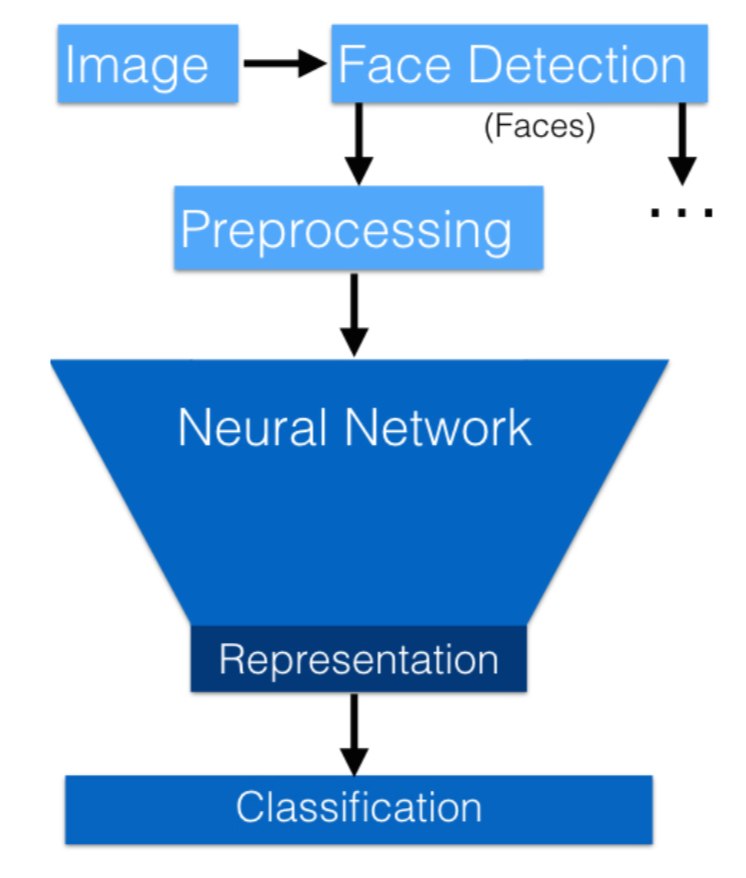 Image
Face Detection
(Faces)
Preprocessing
...
Neural Network
Representation
Classification